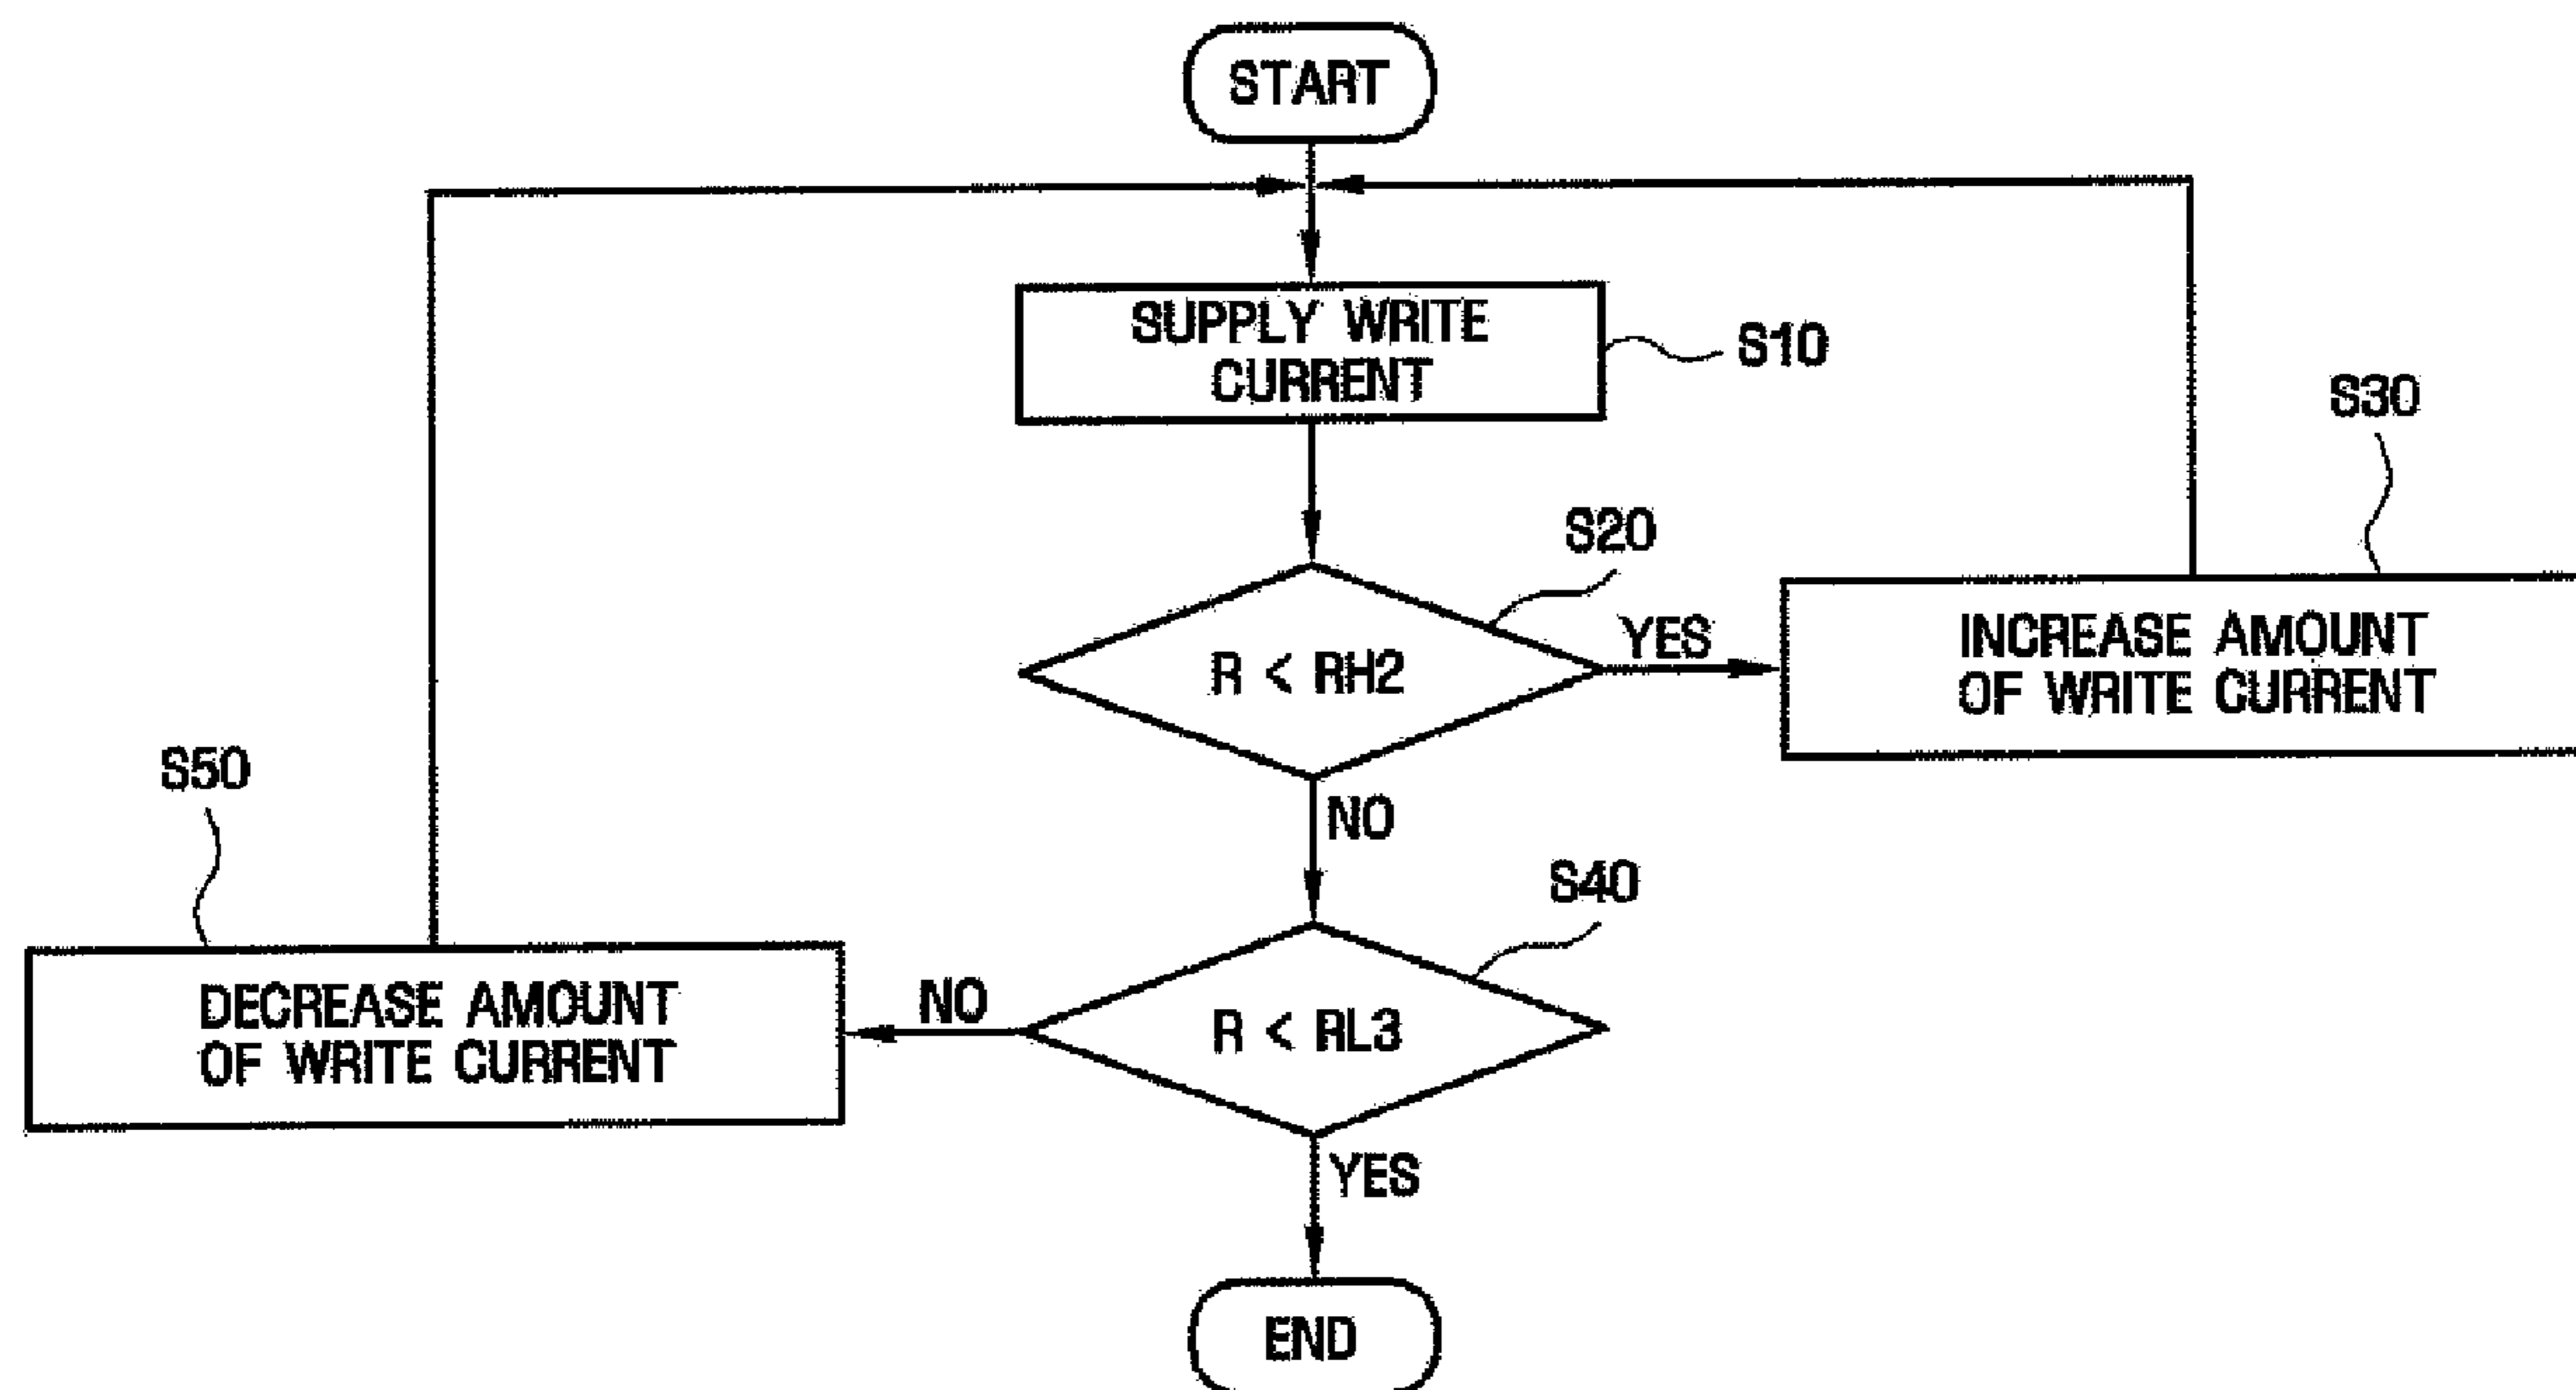 START
SUPPLY WRITE
CURRENT
S10
S30
S20
R < RH2
YES
INCREASE AMOUNT
OF WRITE CURRENT
NO
S50
S40
DECREASE AMOUNT
OF WRITE CURRENT
NO
R < RL3
YES
END